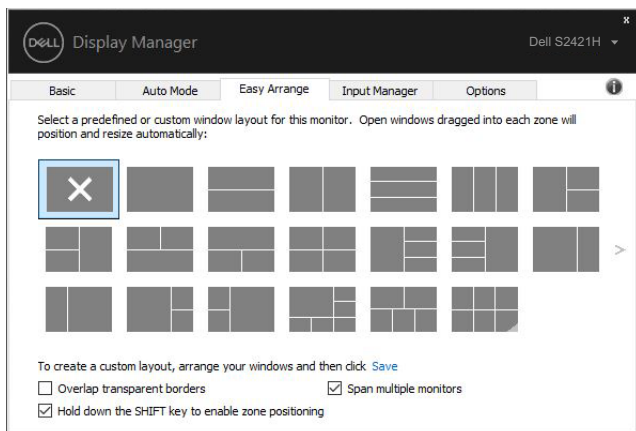 x
DELL Display Manager Dell S2421H
Basic Auto Mode Easy Arrange Input Manager Options
Select a predefined or custom window layout for this monitor. Open windows dragged into each zone will
position and resize automatically:
To create a custom layout, arrange your windows and then click Save
Overlap transparent borders Span multiple monitors
Hold down the SHIFT key to enable zone positioning